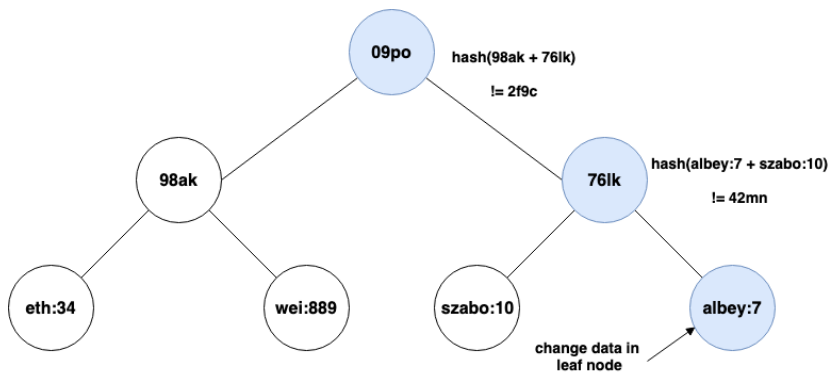 09po
hash(98ak + 76lk)
!= 2f9c
98ak
76lk
hash(albey:7 + szabo:10)
!= 42mn
eth:34
wei:889
szabo:10
albey:7
change data in
leaf node